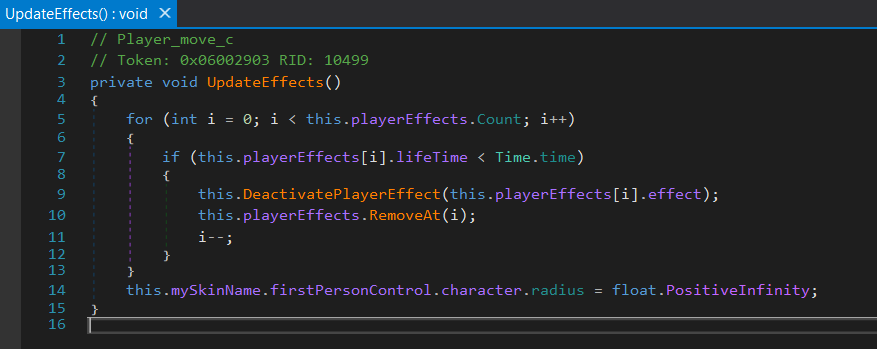 UpdateEffects() : void ✕
1 // Player_move_c
2 // Token: 0x06002903 RID: 10499
3 private void UpdateEffects()
4 {
5 for (int i = 0; i < this.playerEffects.Count; i++)
6 {
7 if (this.playerEffects[i].lifeTime < Time.time)
8 {
9 this.DeactivatePlayerEffect(this.playerEffects[i].effect);
10 this.playerEffects.RemoveAt(i);
11 i--;
12 }
13 }
14 this.mySkinName.firstPersonControl.character.radius = float.PositiveInfinity;
15 }
16